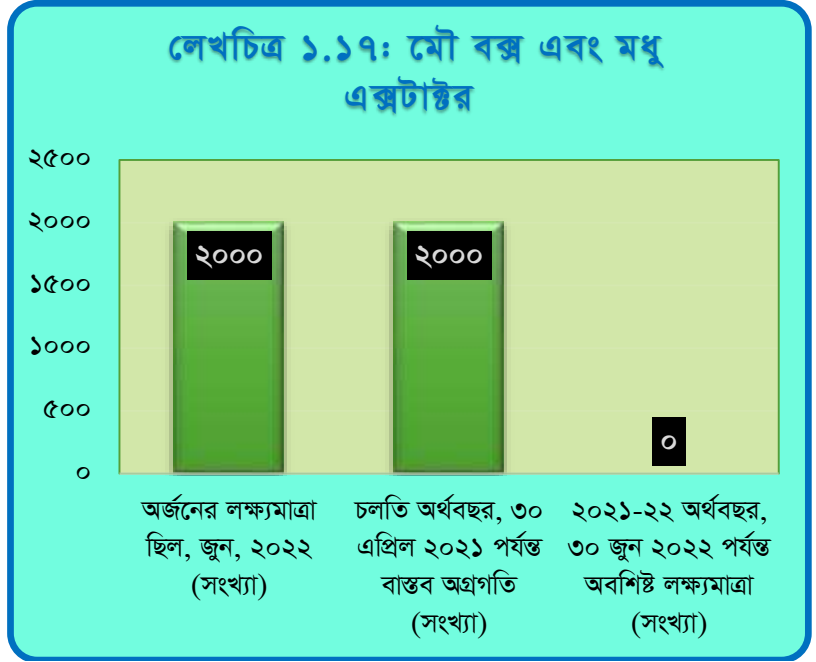 লেখচিত্র ১.১৭: মৌ বক্স এবং মধু
এক্সটাক্টর
২৫০০
২০০০
১৫০০
১০০০
৫০০
০
২০০০
২০০০
০
অর্জনের লক্ষ্যমাত্রা
ছিল, জুন, ২০২২
(সংখ্যা)
চলতি অর্থবছর, ৩০
এপ্রিল ২০২১ পর্যন্ত
বাস্তব অগ্রগতি
(সংখ্যা)
২০২১-২২ অর্থবছর,
৩০ জুন ২০২২ পর্যন্ত
অবশিষ্ট লক্ষ্যমাত্রা
(সংখ্যা)